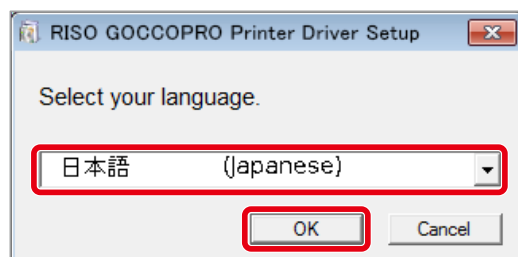 RISO GOCCOPRO Printer Driver Setup
Select your language.
日本語 (Japanese)
OK Cancel